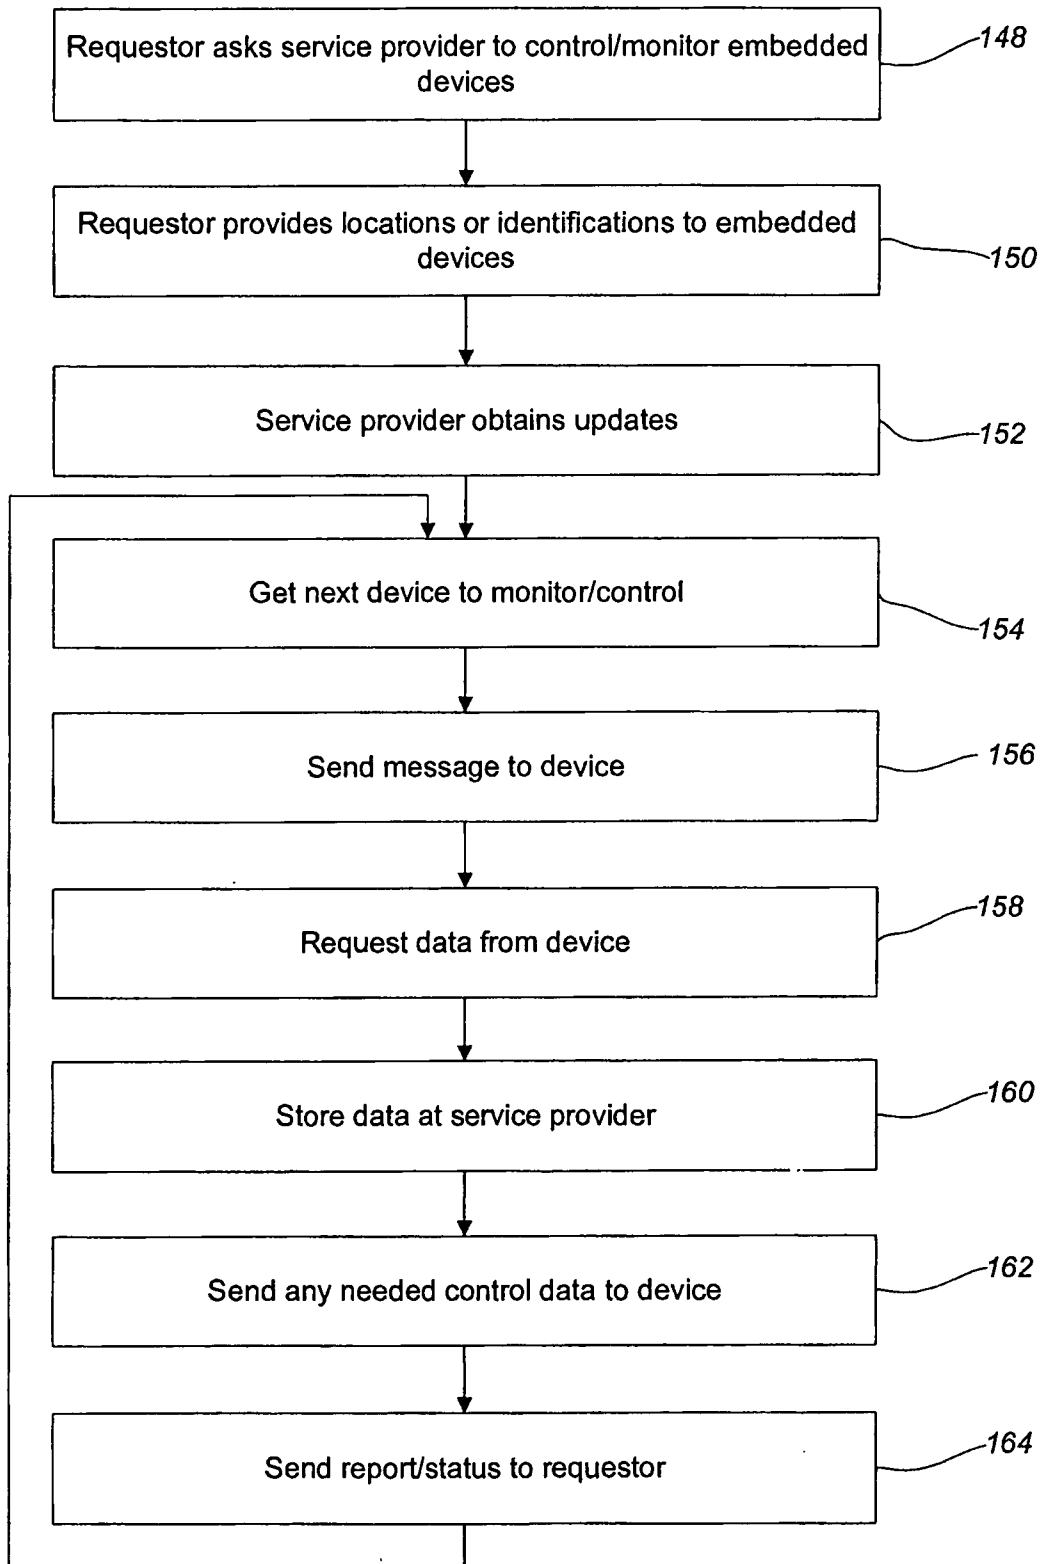 Requestor asks service provider to control/monitor embedded
devices
148
Requestor provides locations or identifications to embedded
devices
150
Service provider obtains updates
152
Get next device to monitor/control
154
Send message to device
156
Request data from device
158
Store data at service provider
160
Send any needed control data to device
162
Send report/status to requestor
164